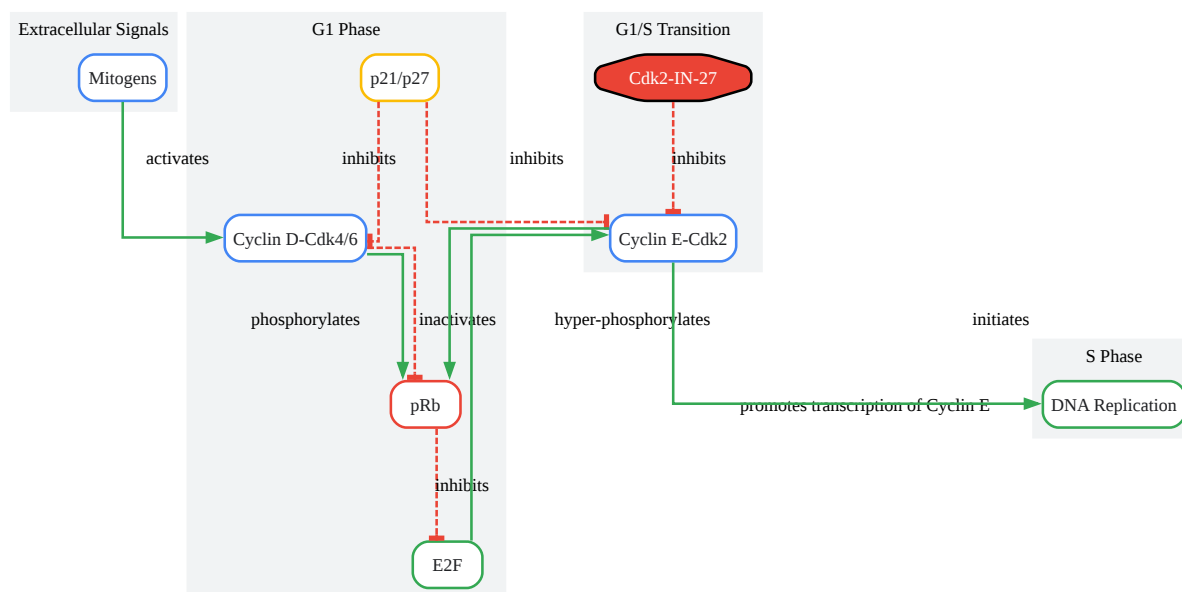 Extracellular Signals
G1 Phase
G1/S Transition
Mitogens
p21/p27
Cdk2-IN-27
activates
inhibits
inhibits
inhibits
Cyclin D-Cdk4/6
Cyclin E-Cdk2
phosphorylates
inactivates
hyper-phosphorylates
initiates
S Phase
pRb
promotes transcription of Cyclin E
DNA Replication
inhibits
E2F